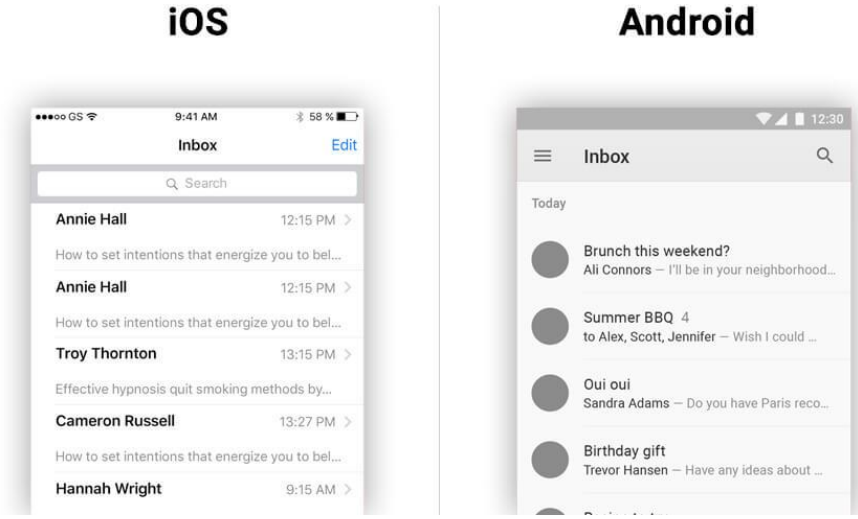 iOS
Android
GS 9:41 AM 58 %
Inbox Edit
Search
Annie Hall 12:15 PM
How to set intentions that energize you to bel...
Annie Hall 12:15 PM
How to set intentions that energize you to bel...
Troy Thornton 13:15 PM
Effective hypnosis quit smoking methods by...
Cameron Russell 13:27 PM
How to set intentions that energize you to bel...
Hannah Wright 9:15 AM
12:30
Inbox
Today
Brunch this weekend?
Ali Connors — I'll be in your neighborhood...
Summer BBQ 4
to Alex, Scott, Jennifer — Wish I could ...
Oui oui
Sandra Adams — Do you have Paris reco...
Birthday gift
Trevor Hansen — Have any ideas about ...